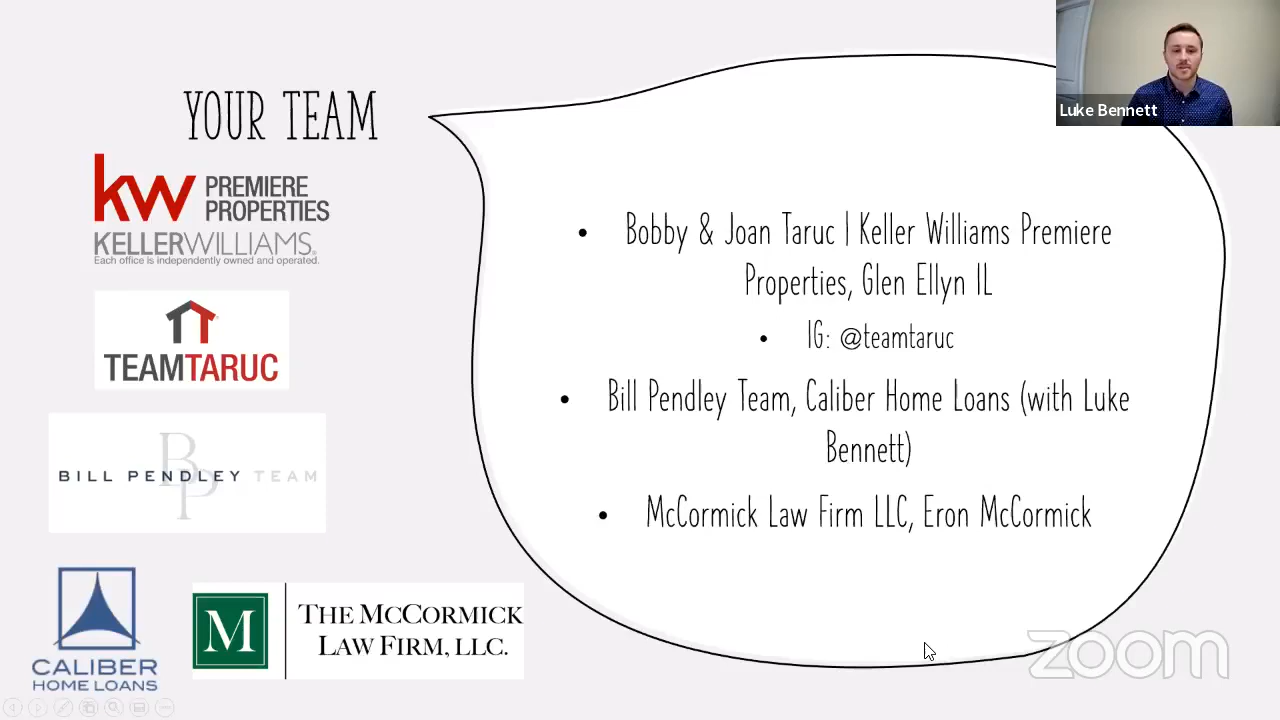 Luke Bennett
YOUR TEAM
kw PREMIERE
PROPERTIES
KELLERWILLIAMS®
Each office is independently owned and operated.
TEAMTARUC
BP
BILL PENDLEY TEAM
CALIBER
HOME LOANS
M
THE MCCORMICK
LAW FIRM, LLC.
• Bobby & Joan Taruc | Keller Williams Premiere
Properties, Glen Ellyn IL
• IG: @teamtaruc
• Bill Pendley Team, Caliber Home Loans (with Luke
Bennett)
• McCormick Law Firm LLC, Eron McCormick
zoom